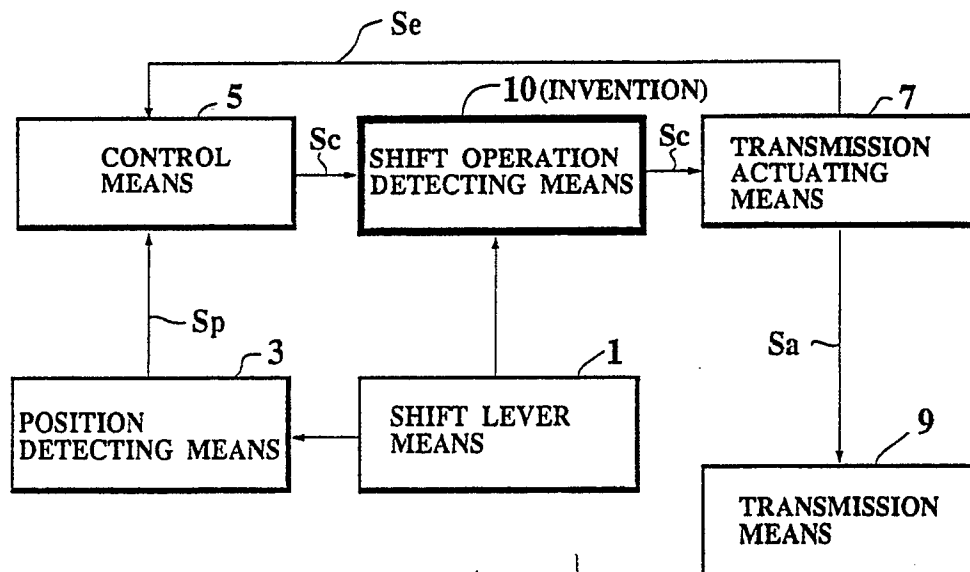 Se
10 (INVENTION)
5
7
CONTROL
MEANS
Sc
SHIFT OPERATION
DETECTING MEANS
Sc
TRANSMISSION
ACTUATING
MEANS
Sp
Sa
3
1
POSITION
DETECTING MEANS
SHIFT LEVER
MEANS
9
TRANSMISSION
MEANS